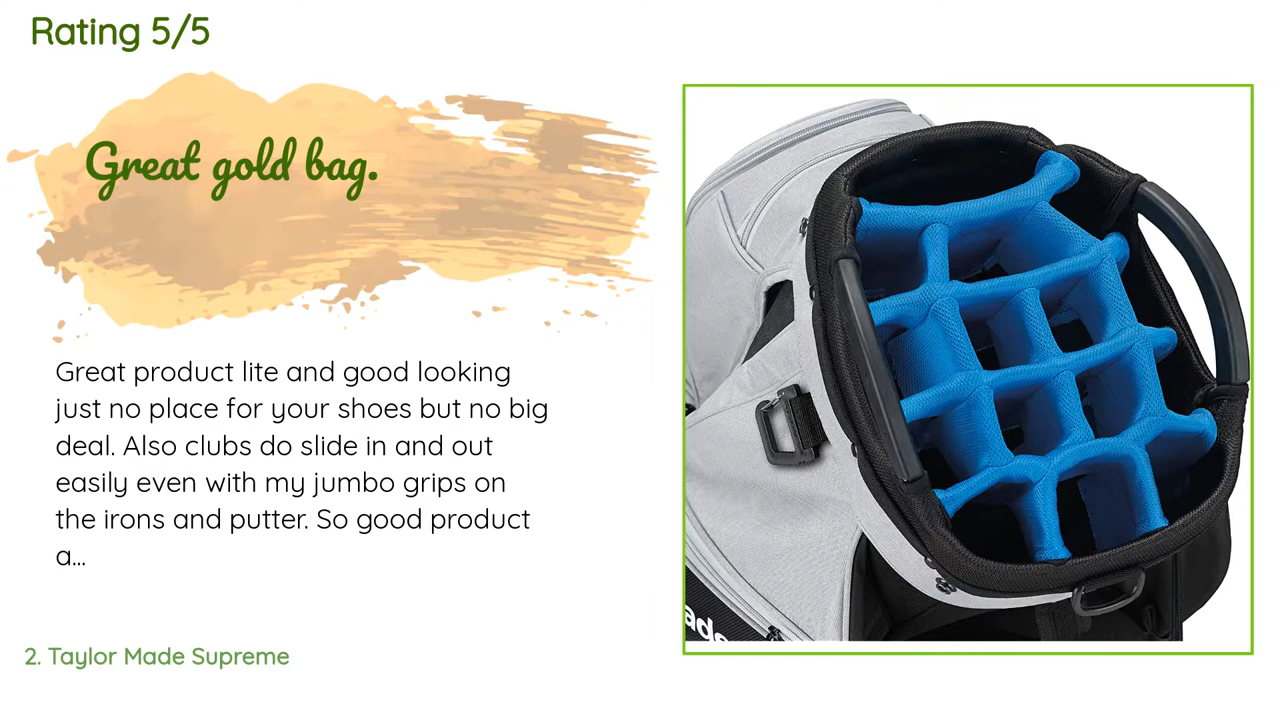 Rating 5/5
Great gold bag.
Great product lite and good looking
just no place for your shoes but no big
deal. Also clubs do slide in and out
easily even with my jumbo grips on
the irons and putter. So good product
a...
2. Taylor Made Supreme